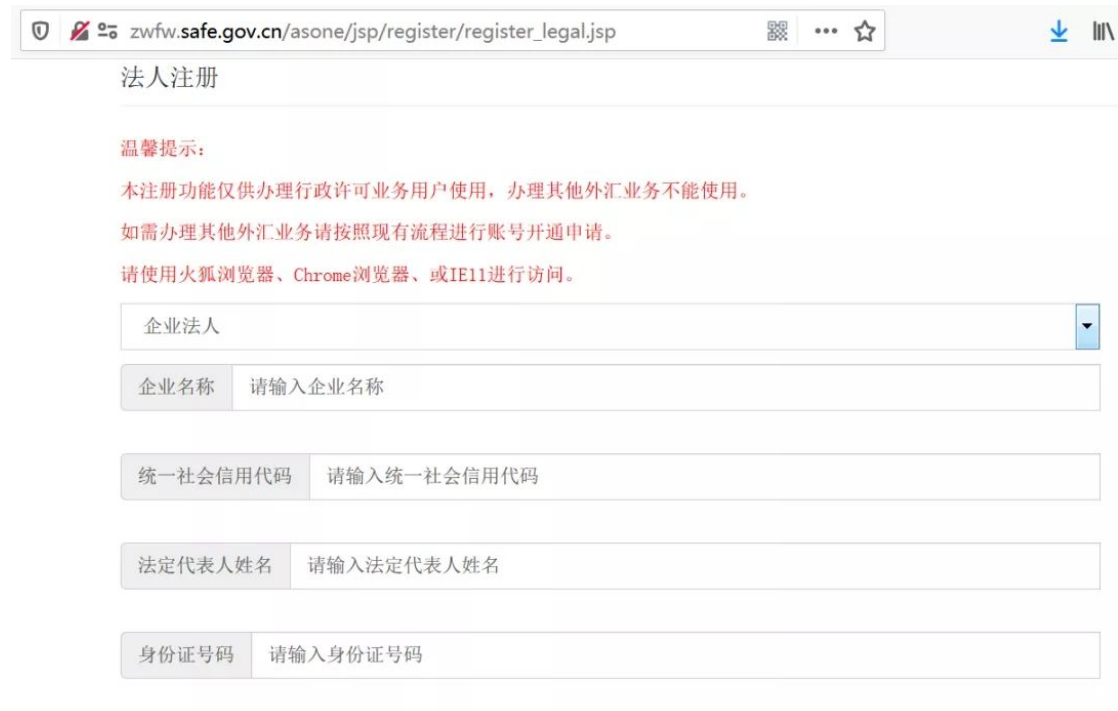 zwfw.safe.gov.cn/asone/jsp/register/register_legal.jsp
法人注册
温馨提示：
本注册功能仅供办理行政许可业务用户使用，办理其他外汇业务不能使用。
如需办理其他外汇业务请按照现有流程进行账号开通申请。
请使用火狐浏览器、Chrome浏览器、或IE11进行访问。
企业法人
企业名称 请输入企业名称
统一社会信用代码 请输入统一社会信用代码
法定代表人姓名 请输入法定代表人姓名
身份证号码 请输入身份证号码